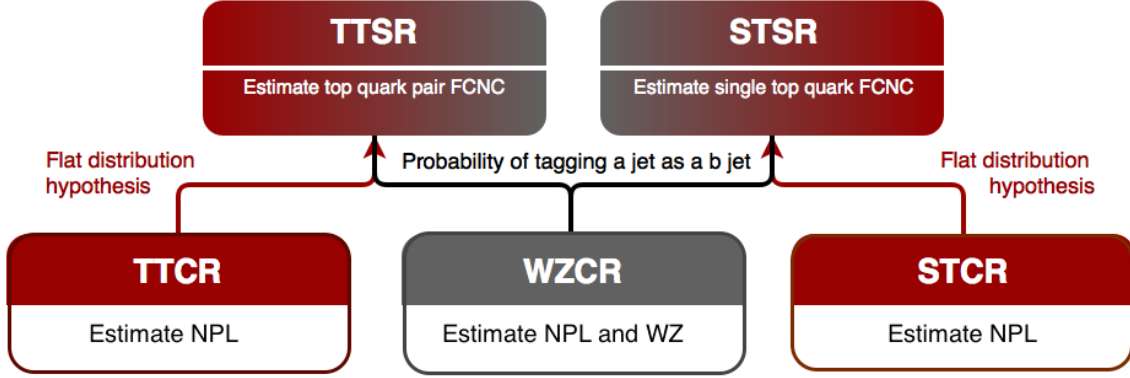 TTSR
STSR
Estimate top quark pair FCNC
Estimate single top quark FCNC
Flat distribution
hypothesis
Probability of tagging a jet as a b jet
Flat distribution
hypothesis
TTCR
WZCR
STCR
Estimate NPL
Estimate NPL and WZ
Estimate NPL